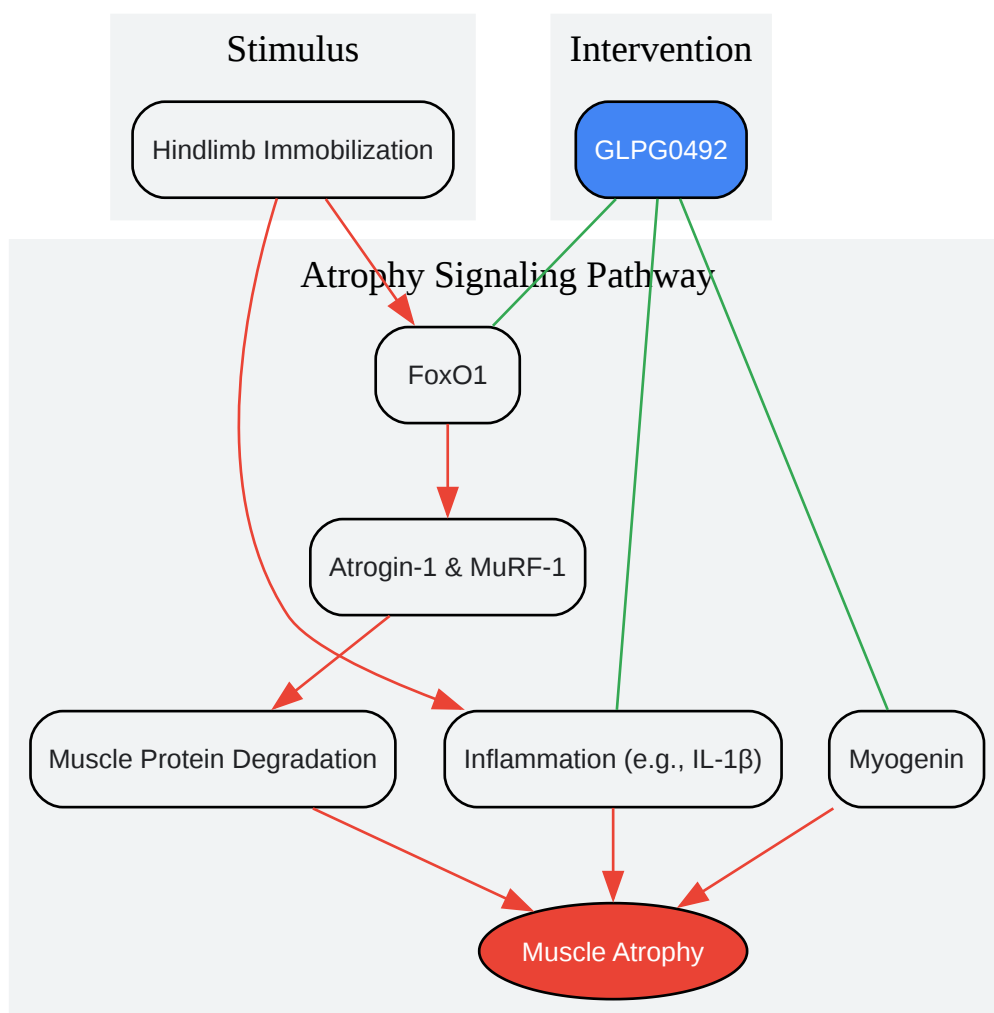 Stimulus
Intervention
Hindlimb Immobilization
GLPG0492
Atrophy Signaling Pathway
FoxO1
Atrogin-1 & MuRF-1
Muscle Protein Degradation
Inflammation (e.g., IL-1β)
Myogenin
Muscle Atrophy